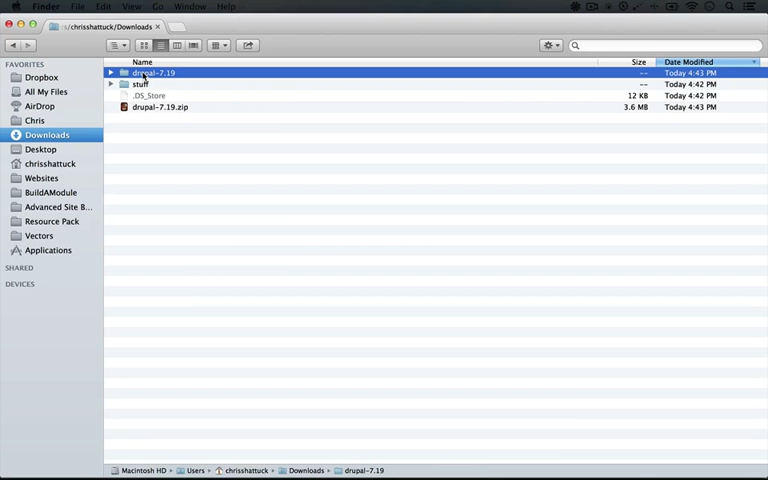 Finder File Edit View Go Window Help
/chrisshattuck/Downloads
Name Size Date Modified
FAVORITES
Dropbox
All My Files
AirDrop
Chris
Downloads
Desktop
chrisshattuck
Websites
BuildAModule
Advanced Site B...
Resource Pack
Vectors
Applications
SHARED
DEVICES
drupal-7.19 -- Today 4:43 PM
stuff -- Today 4:42 PM
.DS_Store 12 KB Today 4:42 PM
drupal-7.19.zip 3.6 MB Today 4:43 PM
Macintosh HD Users chrisshattuck Downloads drupal-7.19